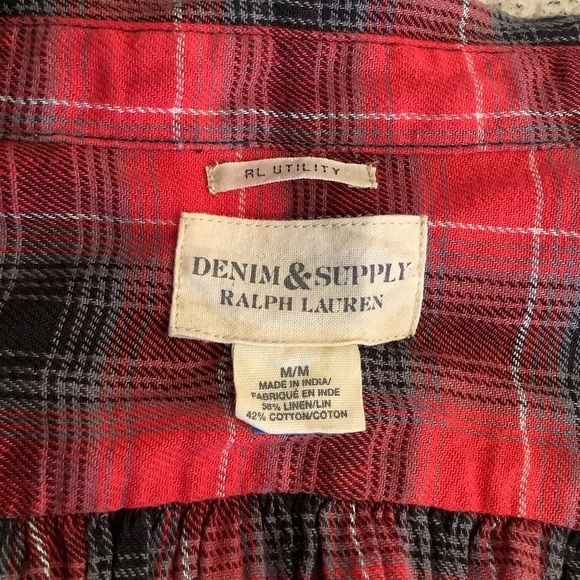 RL UTILITY
DENIM & SUPPLY
RALPH LAUREN
M/M
MADE IN INDIA/
FABRIQUÉ EN INDE
58% LINEN/LIN
42% COTTON/COTON